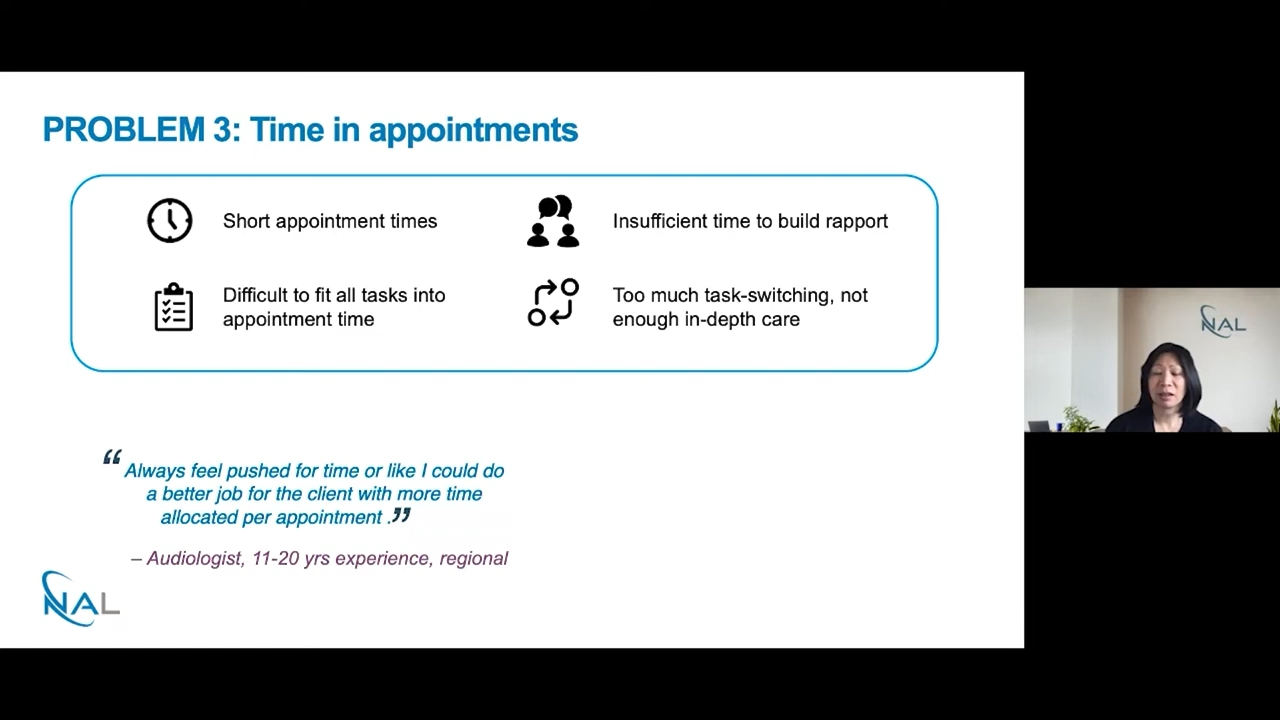 PROBLEM 3: Time in appointments
Short appointment times
Insufficient time to build rapport
Difficult to fit all tasks into
appointment time
Too much task-switching, not
enough in-depth care
“ Always feel pushed for time or like I could do
a better job for the client with more time
allocated per appointment .”
– Audiologist, 11-20 yrs experience, regional
NAL
NAL